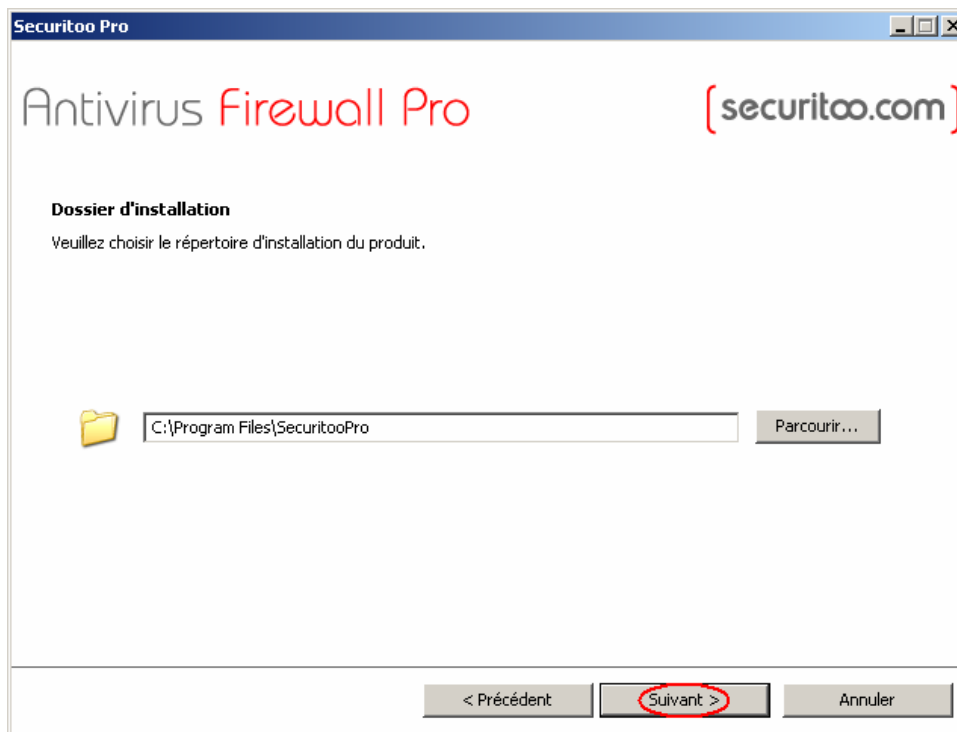 Securitoo Pro
Antivirus Firewall Pro
[securitoo.com]
Dossier d'installation
Veuillez choisir le répertoire d'installation du produit.
C:\Program Files\SecuritooPro
Parcourir...
< Précédent
Suivant >
Annuler